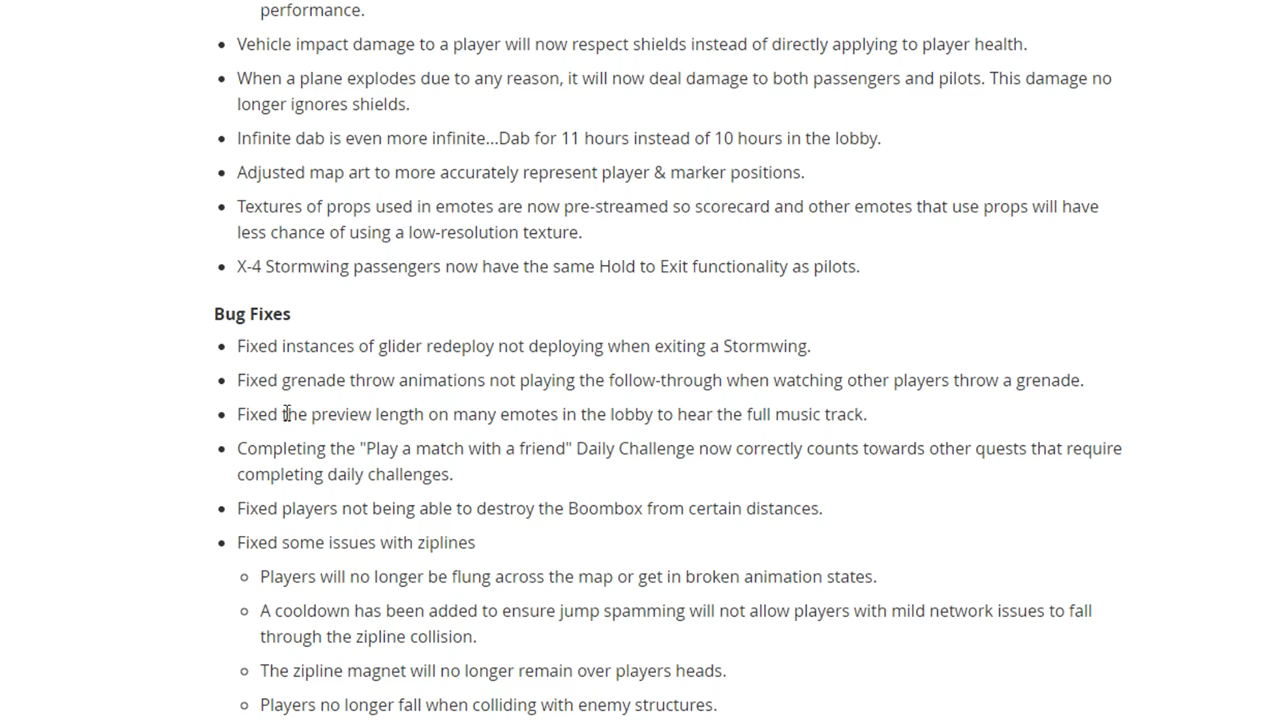 performance.
Vehicle impact damage to a player will now respect shields instead of directly applying to player health.
When a plane explodes due to any reason, it will now deal damage to both passengers and pilots. This damage no
longer ignores shields.
Infinite dab is even more infinite...Dab for 11 hours instead of 10 hours in the lobby.
Adjusted map art to more accurately represent player & marker positions.
Textures of props used in emotes are now pre-streamed so scorecard and other emotes that use props will have
less chance of using a low-resolution texture.
X-4 Stormwing passengers now have the same Hold to Exit functionality as pilots.
Bug Fixes
Fixed instances of glider redeploy not deploying when exiting a Stormwing.
Fixed grenade throw animations not playing the follow-through when watching other players throw a grenade.
Fixed the preview length on many emotes in the lobby to hear the full music track.
Completing the "Play a match with a friend" Daily Challenge now correctly counts towards other quests that require
completing daily challenges.
Fixed players not being able to destroy the Boombox from certain distances.
Fixed some issues with ziplines
Players will no longer be flung across the map or get in broken animation states.
A cooldown has been added to ensure jump spamming will not allow players with mild network issues to fall
through the zipline collision.
The zipline magnet will no longer remain over players heads.
Players no longer fall when colliding with enemy structures.